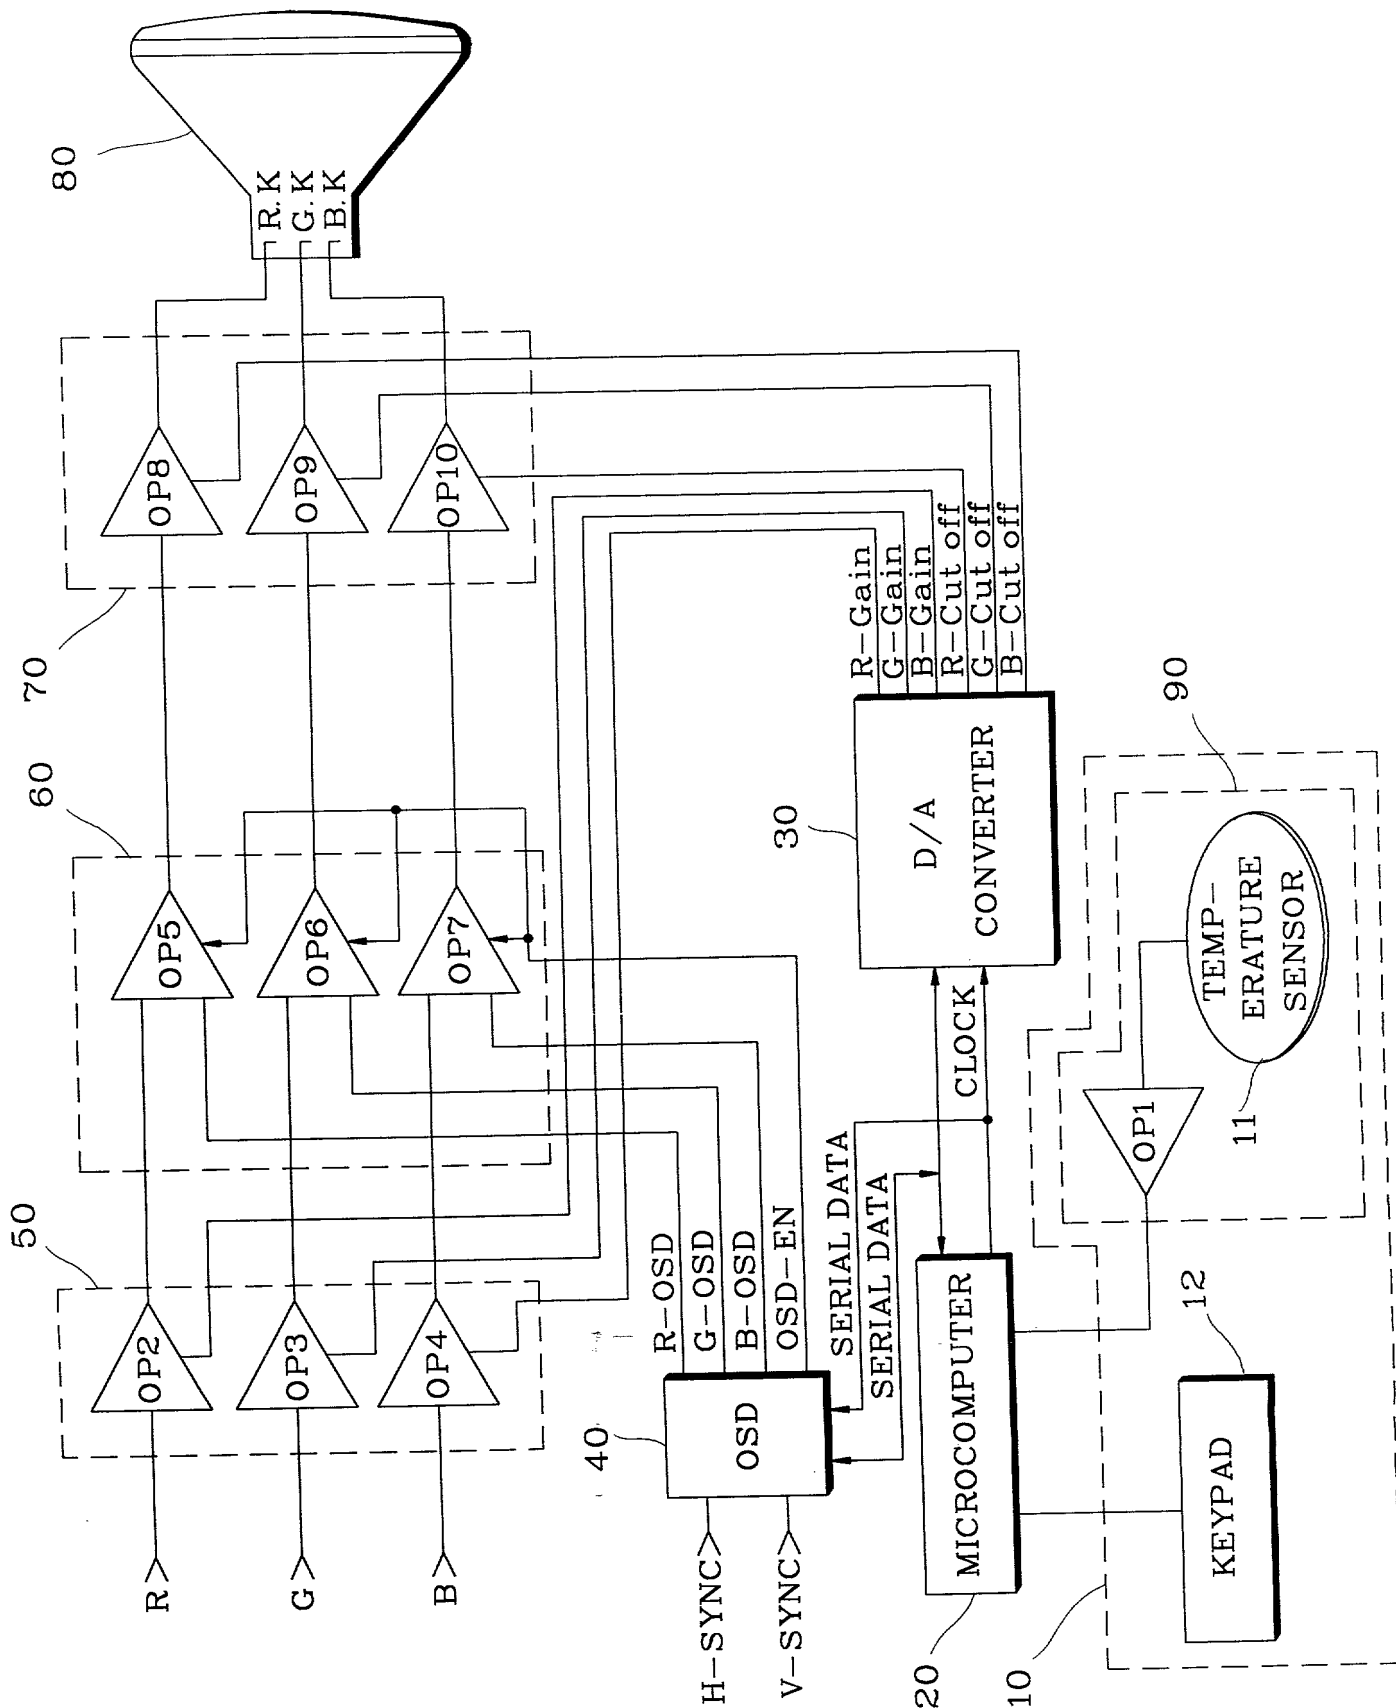 80
R.K
G.K
B.K
70
OP8
OP9
OP10
60
OP5
OP6
OP7
50
OP2
OP3
OP4
R
G
B
R-Gain
G-Gain
B-Gain
R-Cut off
G-Cut off
B-Cut off
30
D/A
CONVERTER
CLOCK
SERIAL DATA
SERIAL DATA
R-OSD
G-OSD
B-OSD
OSD-EN
40
OSD
H-SYNC
V-SYNC
20
MICROCOMPUTER
10
90
TEMP-
ERATURE
SENSOR
11
OP1
12
KEYPAD